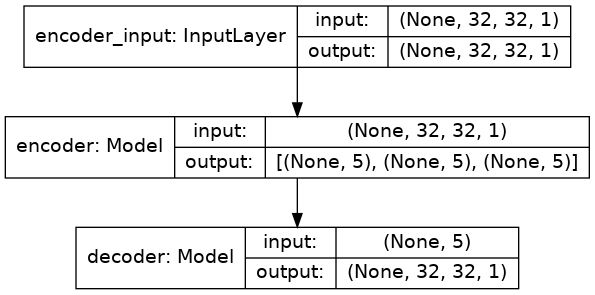 encoder_input: InputLayer
input: (None, 32, 32, 1)
output: (None, 32, 32, 1)
encoder: Model
input: (None, 32, 32, 1)
output: [(None, 5), (None, 5), (None, 5)]
decoder: Model
input: (None, 5)
output: (None, 32, 32, 1)